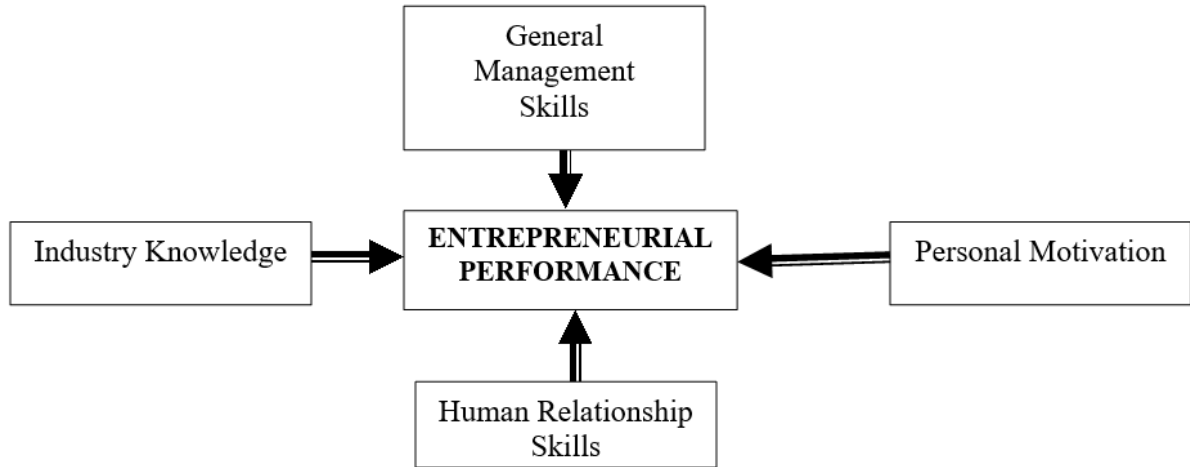 General
Management
Skills
Industry Knowledge
ENTREPRENEURIAL
PERFORMANCE
Personal Motivation
Human Relationship
Skills